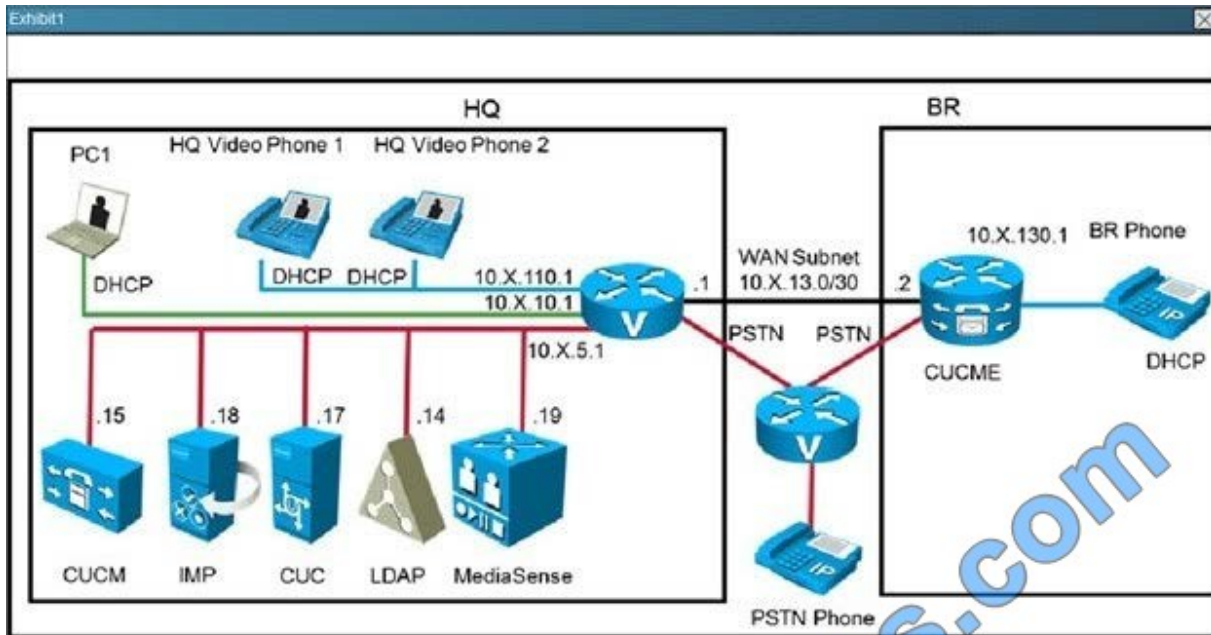 Exhibit1
HQ
BR
PC1
HQ Video Phone 1
HQ Video Phone 2
10.X.130.1
BR Phone
WAN Subnet
10.X.13.0/30
DHCP
DHCP
DHCP
10.X.110.1
10.X.10.1
.1
.2
V
IP
10.X.5.1
PSTN
PSTN
CUCME
DHCP
.15
.18
.17
.14
.19
V
CUCM
IMP
CUC
LDAP
MediaSense
IP
PSTN Phone
s.com